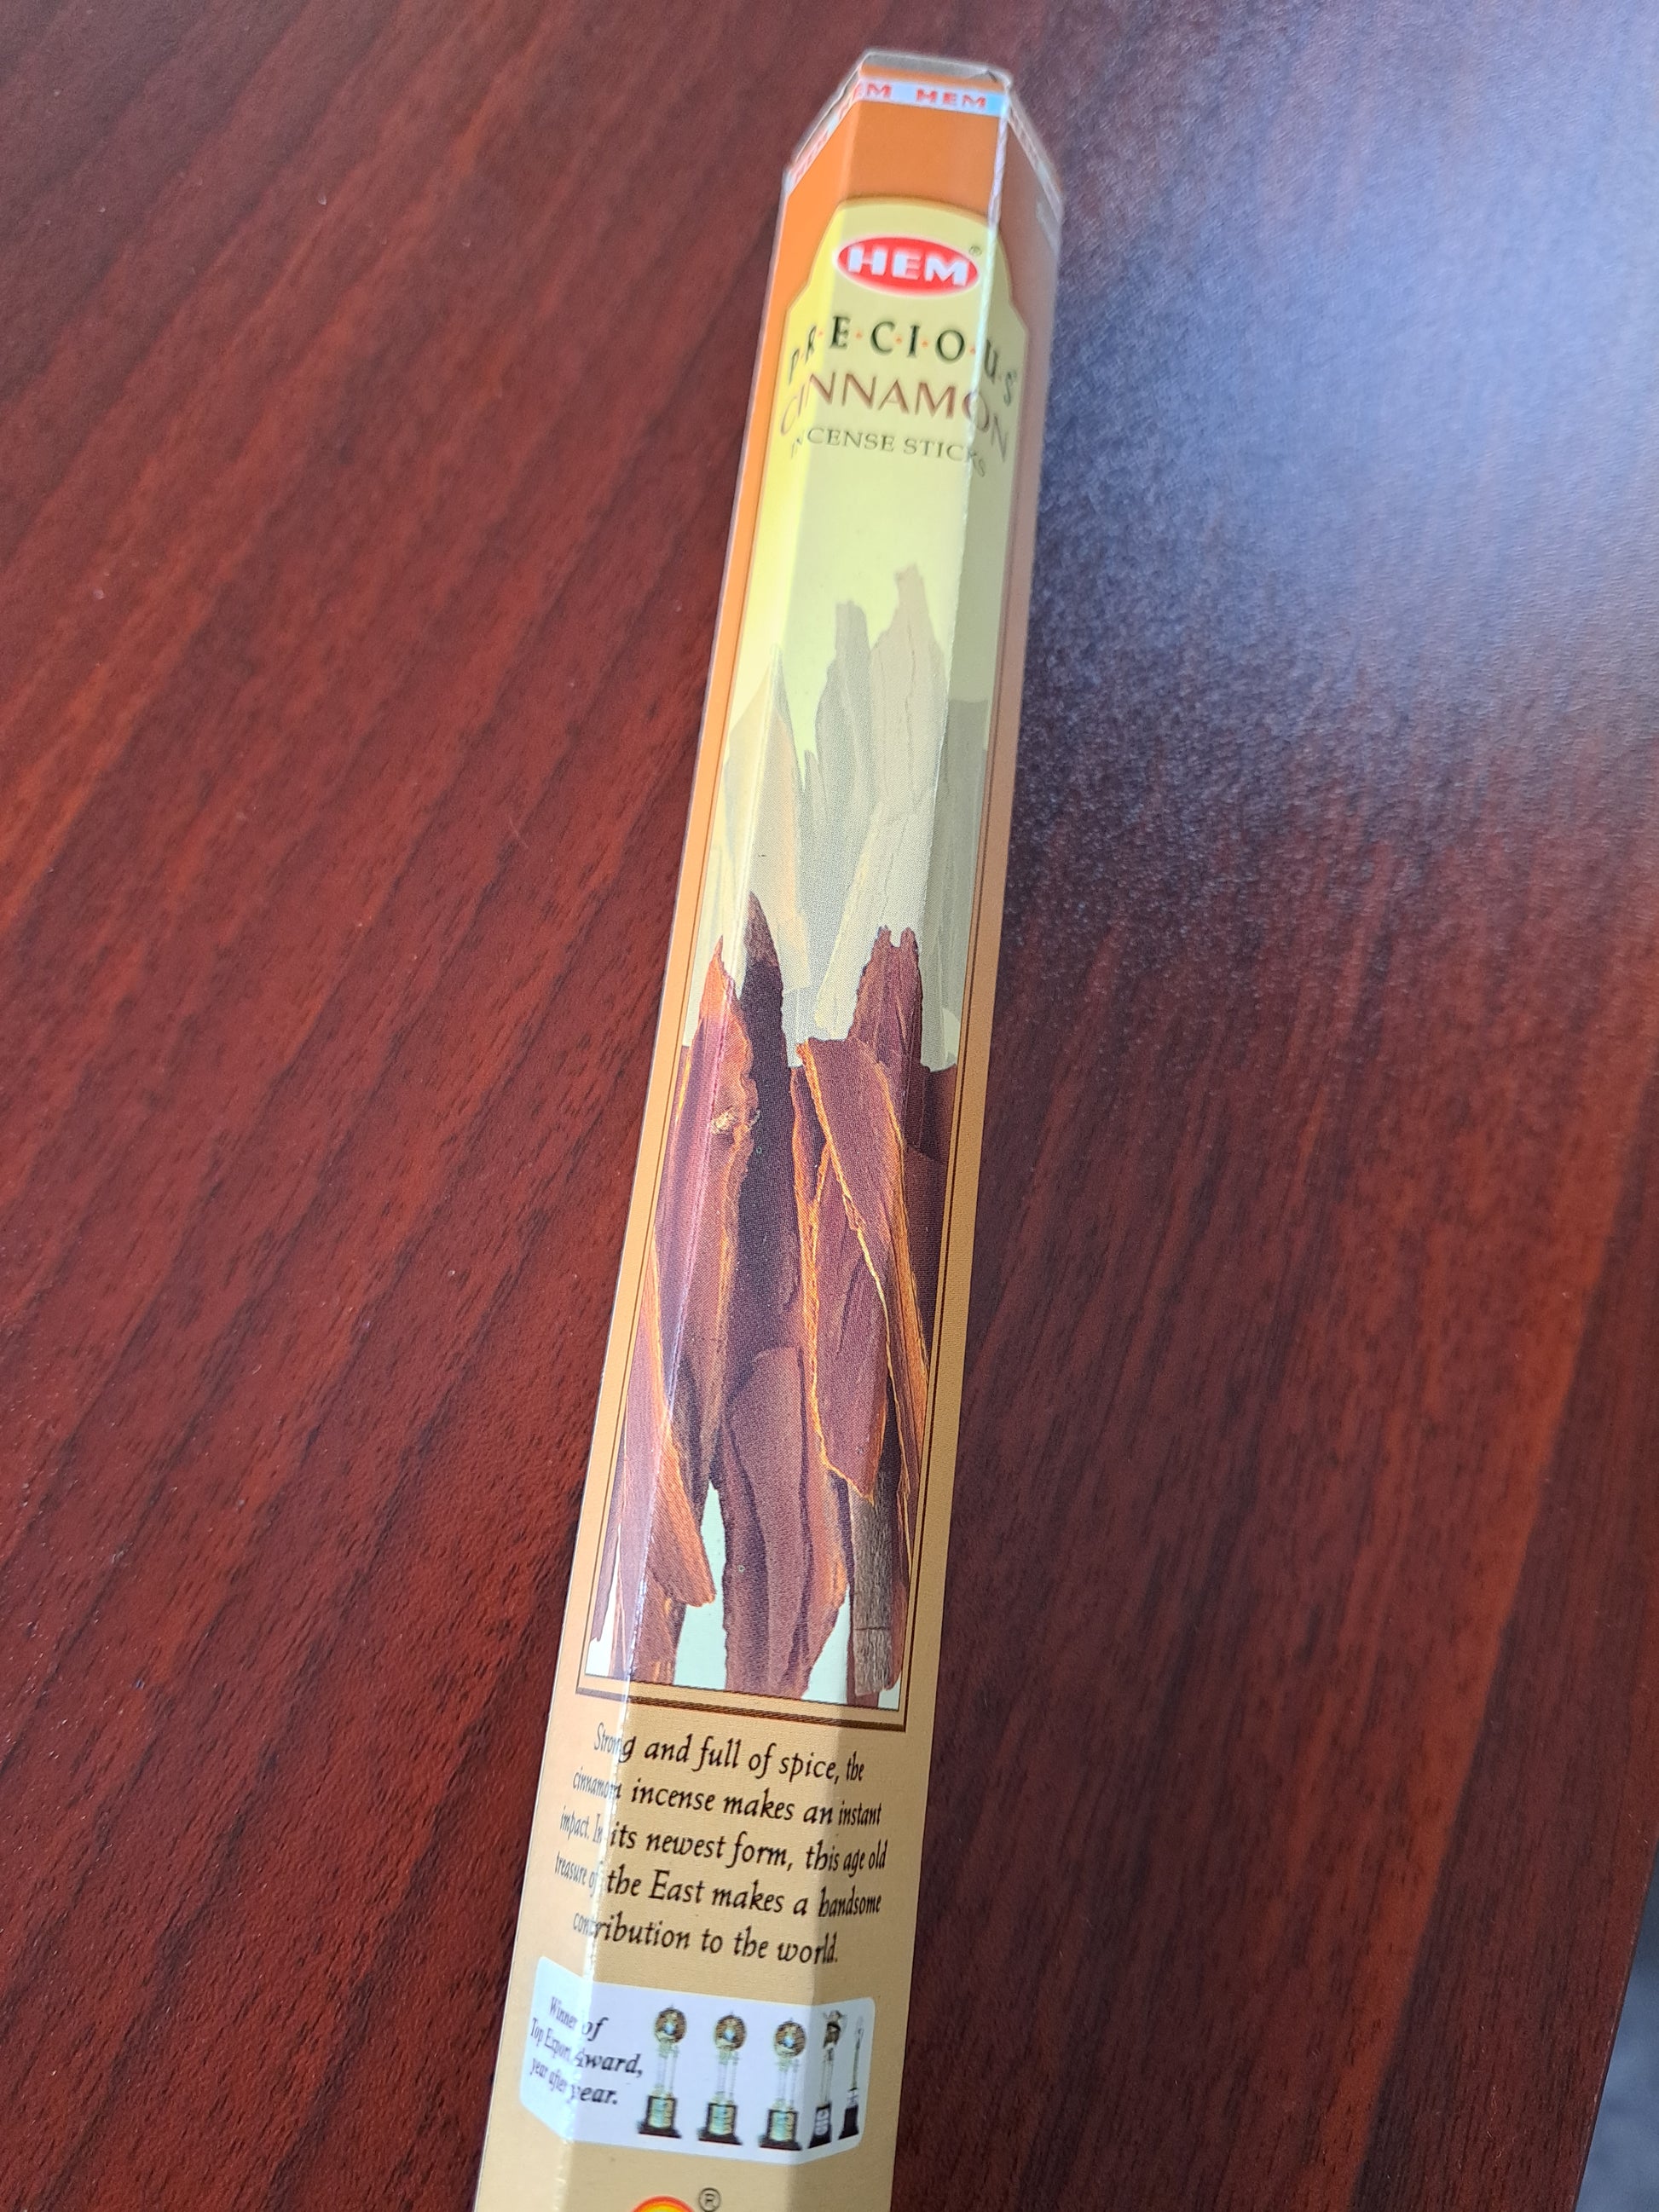 EM HEM
HEM®
P·R·E·C·I·O·U·S
CINNAMON
INCENSE STICKS
Strong and full of spice, the
cinnamon incense makes an instant
impact. In its newest form, this age old
treasure of the East makes a handsome
contribution to the world.
Winner of
Top Export Award,
year after year.
®